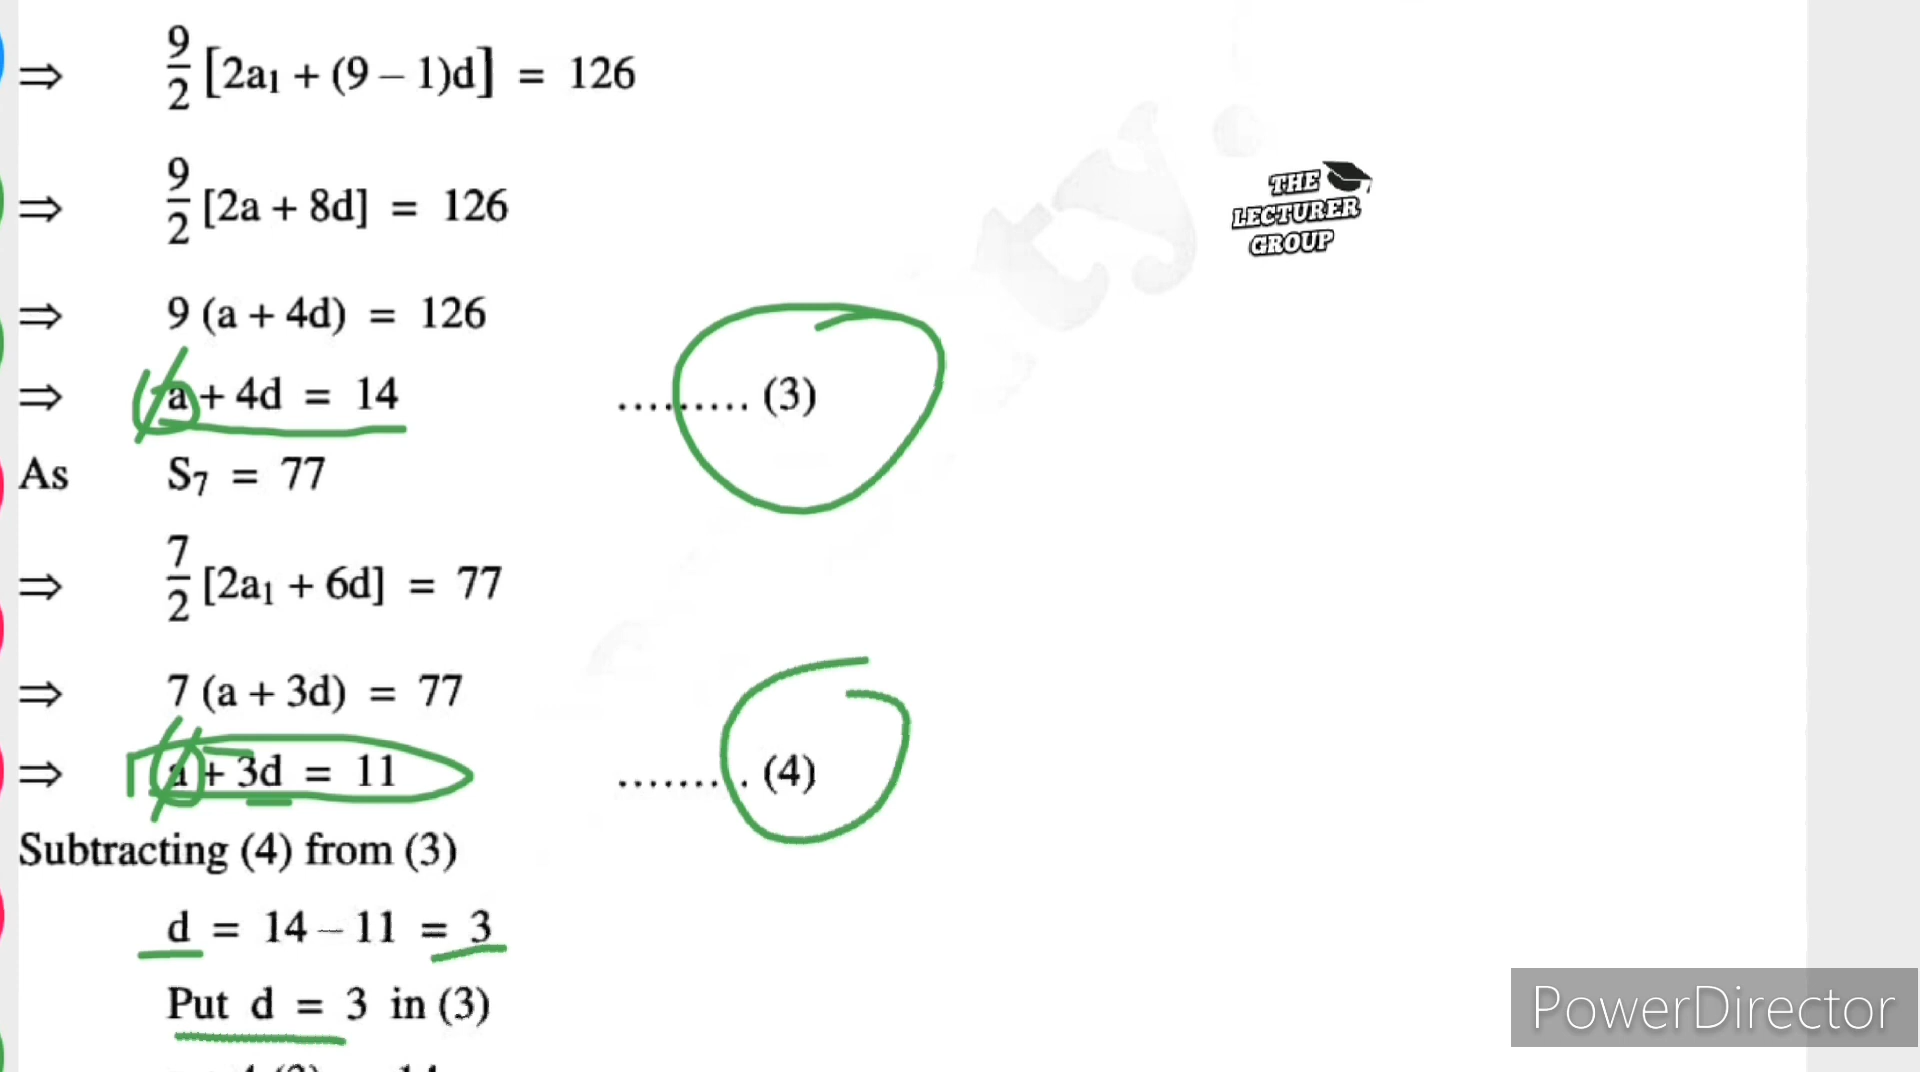 ⇒ 9/2 [2a₁ + (9 – 1)d] = 126
⇒ 9/2 [2a + 8d] = 126
⇒ 9 (a + 4d) = 126
⇒ a + 4d = 14 ......... (3)
As S₇ = 77
⇒ 7/2 [2a₁ + 6d] = 77
⇒ 7 (a + 3d) = 77
⇒ a + 3d = 11 ........ (4)
Subtracting (4) from (3)
d = 14 – 11 = 3
Put d = 3 in (3)
THE
LECTURER
GROUP
PowerDirector